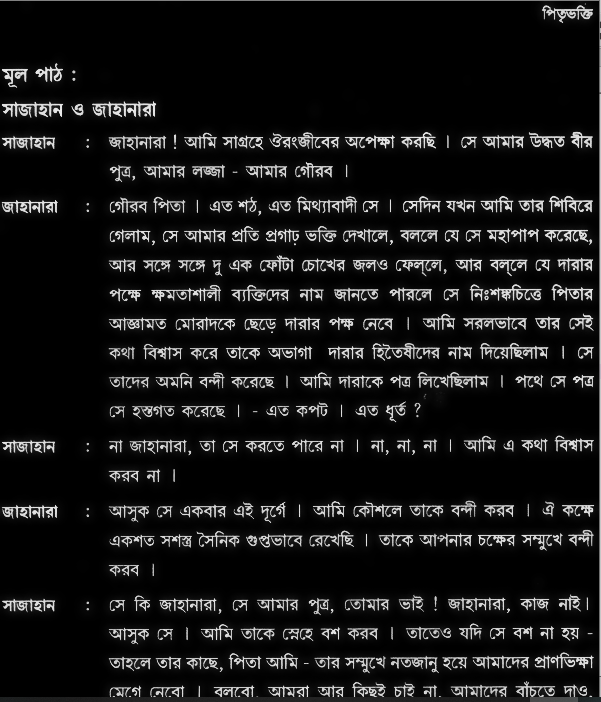 পিতৃভক্তি
মূল পাঠ :
সাজাহান ও জাহানারা
সাজাহান : জাহানারা ! আমি সাগ্রহে ঔরংজীবের অপেক্ষা করছি । সে আমার উদ্ধত বীর
পুত্র, আমার লজ্জা - আমার গৌরব ।
জাহানারা : গৌরব পিতা । এত শঠ, এত মিথ্যাবাদী সে । সেদিন যখন আমি তার শিবিরে
গেলাম, সে আমার প্রতি প্রগাঢ় ভক্তি দেখালে, বললে যে সে মহাপাপ করেছে,
আর সঙ্গে সঙ্গে দু এক ফোঁটা চোখের জলও ফেল্‌লে, আর বল্‌লে যে দারার
পক্ষে ক্ষমতাশালী ব্যক্তিদের নাম জানতে পারলে সে নিঃশঙ্কচিত্তে পিতার
আজ্ঞামত মোরাদকে ছেড়ে দারার পক্ষ নেবে । আমি সরলভাবে তার সেই
কথা বিশ্বাস করে তাকে অভাগা দারার হিতৈষীদের নাম দিয়েছিলাম । সে
তাদের অমনি বন্দী করেছে । আমি দারাকে পত্র লিখেছিলাম । পথে সে পত্র
সে হস্তগত করেছে । - এত কপট । এত ধূর্ত ?
সাজাহান : না জাহানারা, তা সে করতে পারে না । না, না, না । আমি এ কথা বিশ্বাস
করব না ।
জাহানারা : আসুক সে একবার এই দূর্গে । আমি কৌশলে তাকে বন্দী করব । ঐ কক্ষে
একশত সশস্ত্র সৈনিক গুপ্তভাবে রেখেছি । তাকে আপনার চক্ষের সম্মুখে বন্দী
করব ।
সাজাহান : সে কি জাহানারা, সে আমার পুত্র, তোমার ভাই ! জাহানারা, কাজ নাই।
আসুক সে । আমি তাকে স্নেহে বশ করব । তাতেও যদি সে বশ না হয় -
তাহলে তার কাছে, পিতা আমি - তার সম্মুখে নতজানু হয়ে আমাদের প্রাণভিক্ষা
মেগে নেবো । বলবো, আমরা আর কিছুই চাই না, আমাদের বাঁচতে দাও,